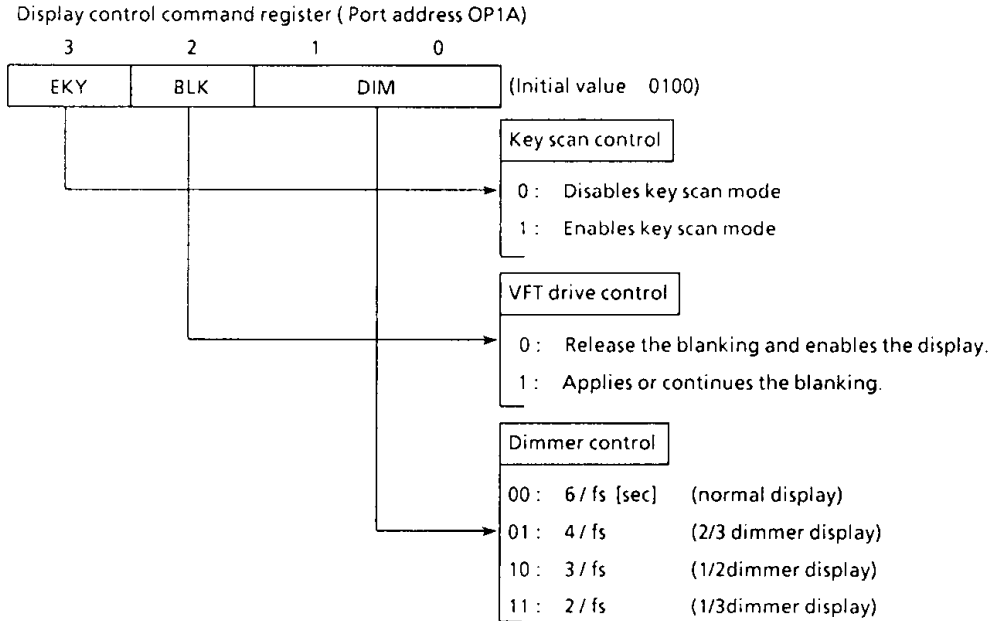 Display control command register ( Port address OP1A)
3 2 1 0
EKY BLK DIM (Initial value 0100)
Key scan control
0 : Disables key scan mode
1 : Enables key scan mode
VFT drive control
0 : Release the blanking and enables the display.
1 : Applies or continues the blanking.
Dimmer control
00 : 6 / fs [sec] (normal display)
01 : 4 / fs (2/3 dimmer display)
10 : 3 / fs (1/2dimmer display)
11 : 2 / fs (1/3dimmer display)